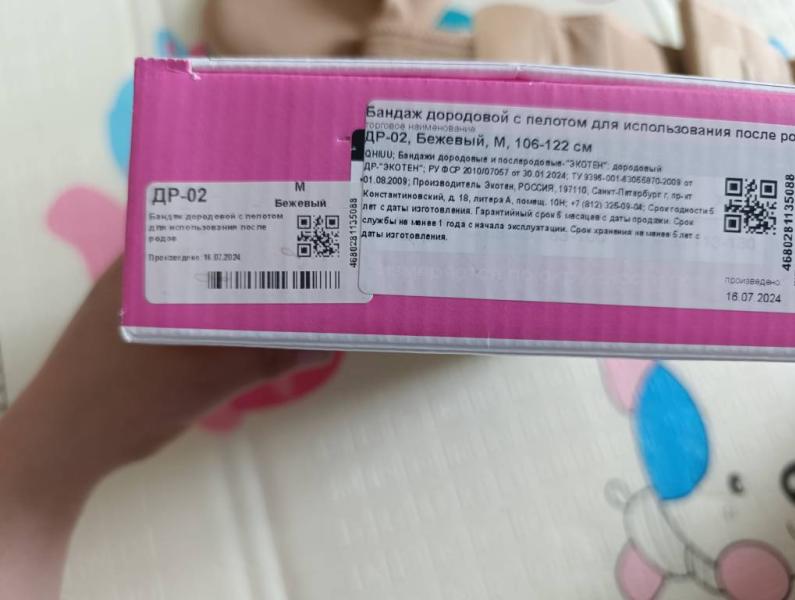 ДР-02
М
Бежевый
Бандаж дородовой с пелотом
для использования после
родов
Произведено: 16.07.2024
Бандаж дородовой с пелотом для использования после ро
торговое наименование
ДР-02, Бежевый, М, 106-122 см
QHIUU; Бандажи дородовые и послеродовые-"ЭКОТЕН": дородовый
ДР-"ЭКОТЕН"; РУ ФСР 2010/07057 от 30.01.2024; ТУ 9396-001-63055870-2009 от
01.08.2009; Производитель Экотен, РОССИЯ, 197110, Санкт-Петербург г, пр-кт
Константиновский, д. 18, литера А, помещ. 10Н; +7 (812) 325-09-04; Срок годности 5
лет с даты изготовления. Гарантийный срок 6 месяцев с даты продажи. Срок
службы не менее 1 года с начала эксплуатации. Срок хранения не менее 5 лет с
даты изготовления.
4680281135088
4680281135088
произведено:
16.07.2024